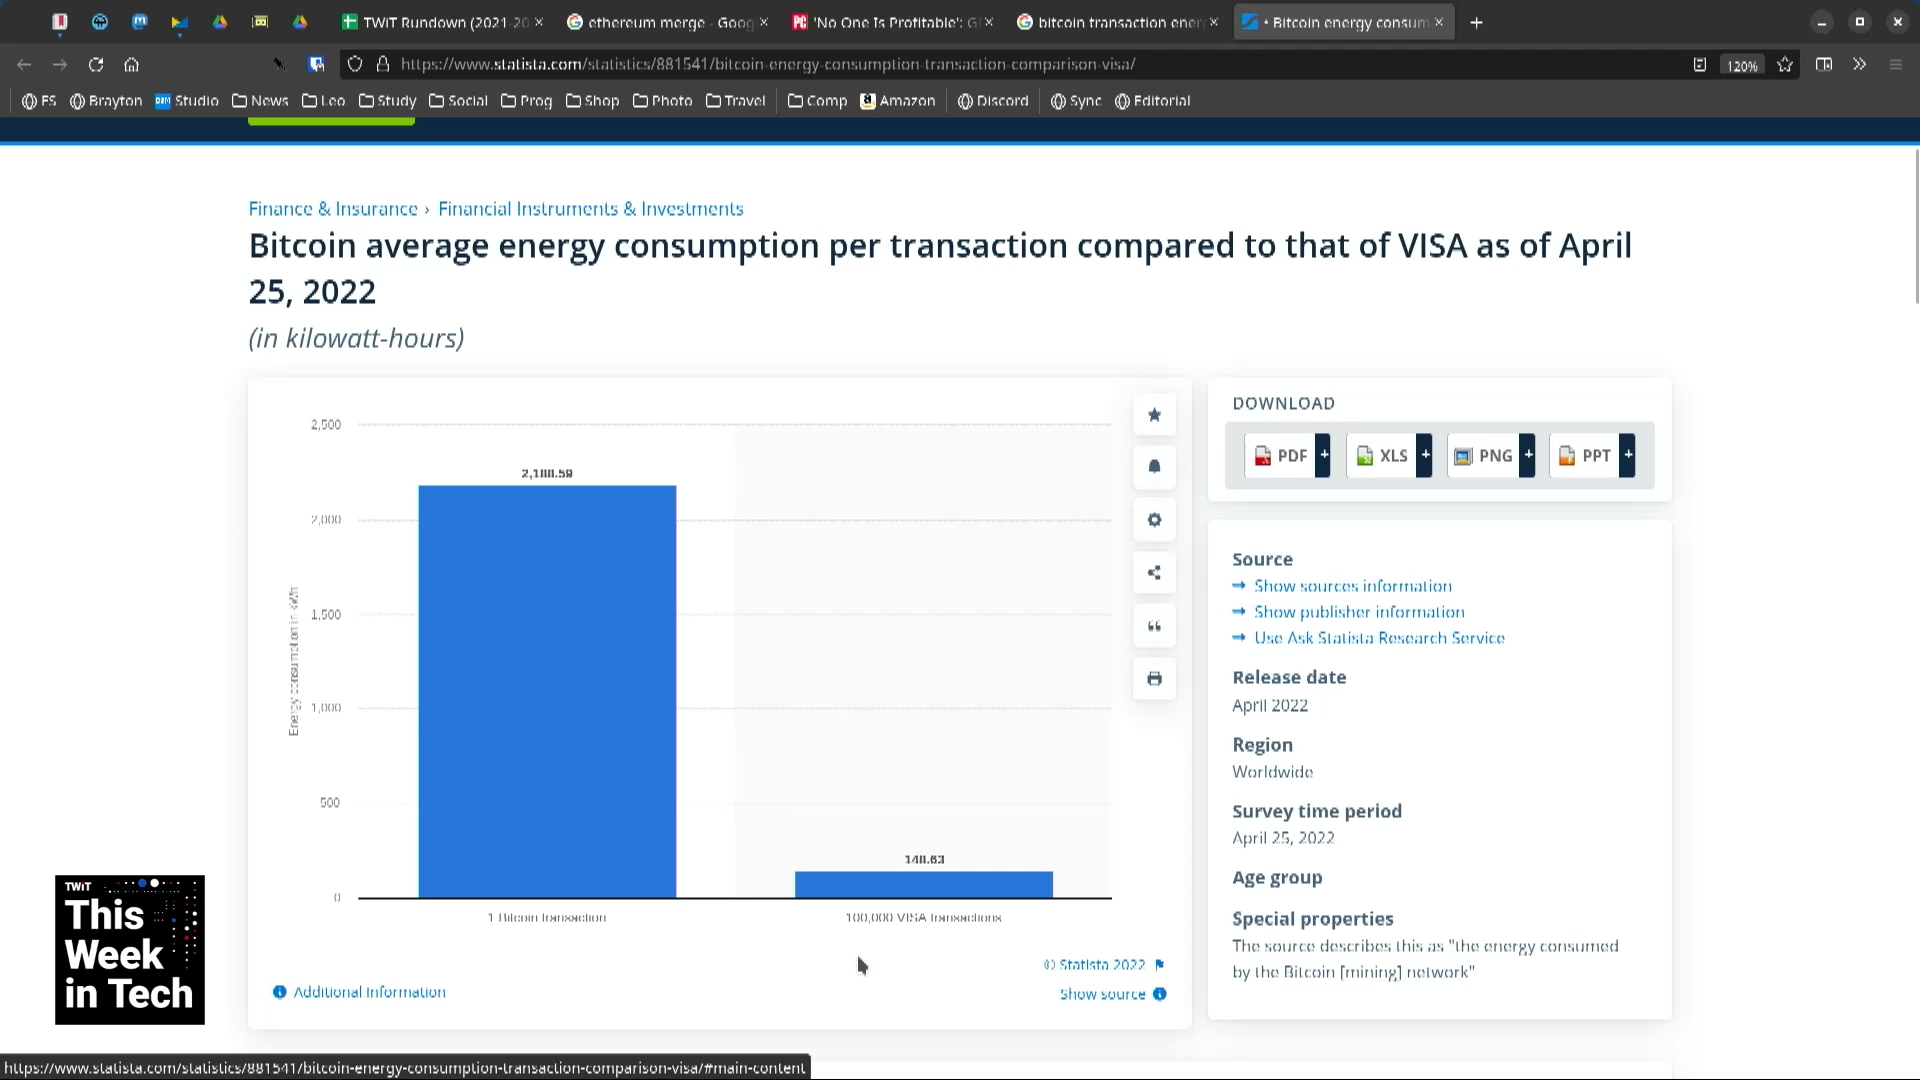 TWiT Rundown (2021-20
ethereum merge - Goog
'No One Is Profitable': G
bitcoin transaction ener
• Bitcoin energy consum
https://www.statista.com/statistics/881541/bitcoin-energy-consumption-transaction-comparison-visa/
120%
FS
Brayton
Studio
News
Leo
Study
Social
Prog
Shop
Photo
Travel
Comp
Amazon
Discord
Sync
Editorial
Finance & Insurance › Financial Instruments & Investments
Bitcoin average energy consumption per transaction compared to that of VISA as of April
25, 2022
(in kilowatt-hours)
Energy consumption in kWh
2,500
2,000
1,500
1,000
500
0
2,188.59
148.63
1 Bitcoin transaction
100,000 VISA transactions
© Statista 2022
Additional Information
Show source
DOWNLOAD
PDF +
XLS +
PNG +
PPT +
Source
Show sources information
Show publisher information
Use Ask Statista Research Service
Release date
April 2022
Region
Worldwide
Survey time period
April 25, 2022
Age group
Special properties
The source describes this as "the energy consumed
by the Bitcoin [mining] network"
TWiT
This
Week
in Tech
https://www.statista.com/statistics/881541/bitcoin-energy-consumption-transaction-comparison-visa/#main-content